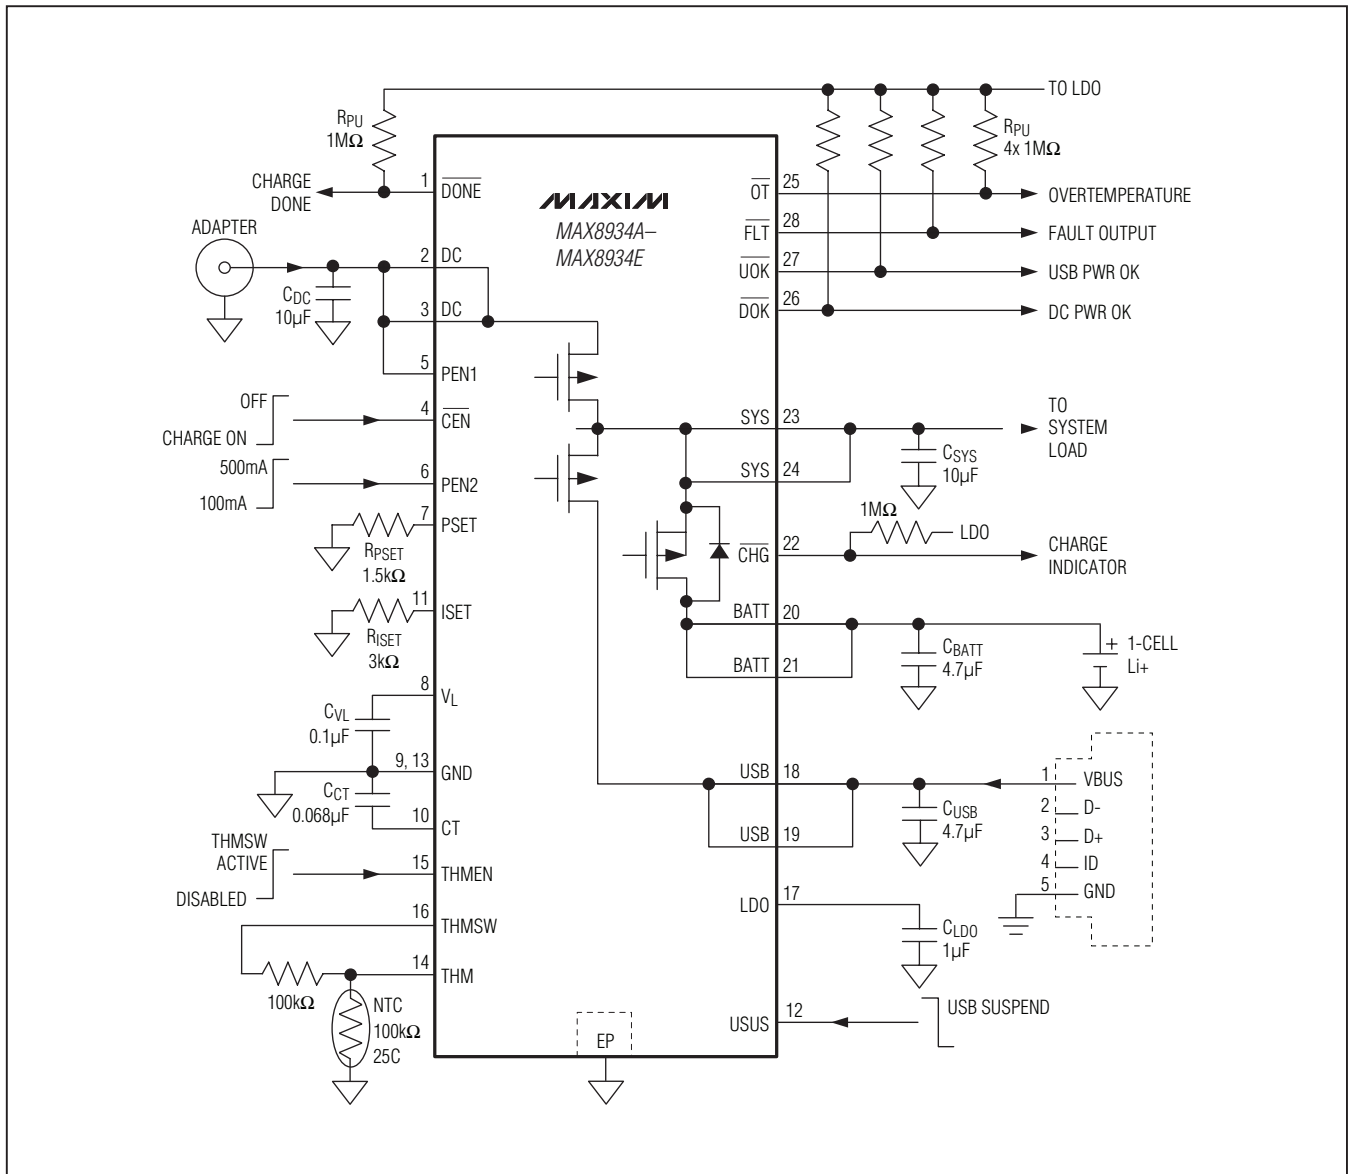 TO LDO
RPU
1MΩ
RPU
4x 1MΩ
CHARGE
DONE
1
DONE
MAXIM
MAX8934A–
MAX8934E
OT
25
OVERTEMPERATURE
FLT
28
FAULT OUTPUT
UOK
27
USB PWR OK
DOK
26
DC PWR OK
ADAPTER
2
DC
CDC
10µF
3
DC
5
PEN1
OFF
CHARGE ON
4
CEN
500mA
100mA
6
PEN2
7
PSET
RPSET
1.5kΩ
11
ISET
RISET
3kΩ
8
VL
CVL
0.1µF
9, 13
GND
CCT
0.068µF
10
CT
THMSW
ACTIVE
DISABLED
15
THMEN
16
THMSW
14
THM
100kΩ
NTC
100kΩ
25C
EP
SYS
23
TO
SYSTEM
LOAD
SYS
24
CSYS
10µF
1MΩ
LDO
CHG
22
CHARGE
INDICATOR
BATT
20
BATT
21
CBATT
4.7µF
+
1-CELL
Li+
USB
18
USB
19
CUSB
4.7µF
1
VBUS
2
D-
3
D+
4
ID
5
GND
LDO
17
CLDO
1µF
USUS
12
USB SUSPEND